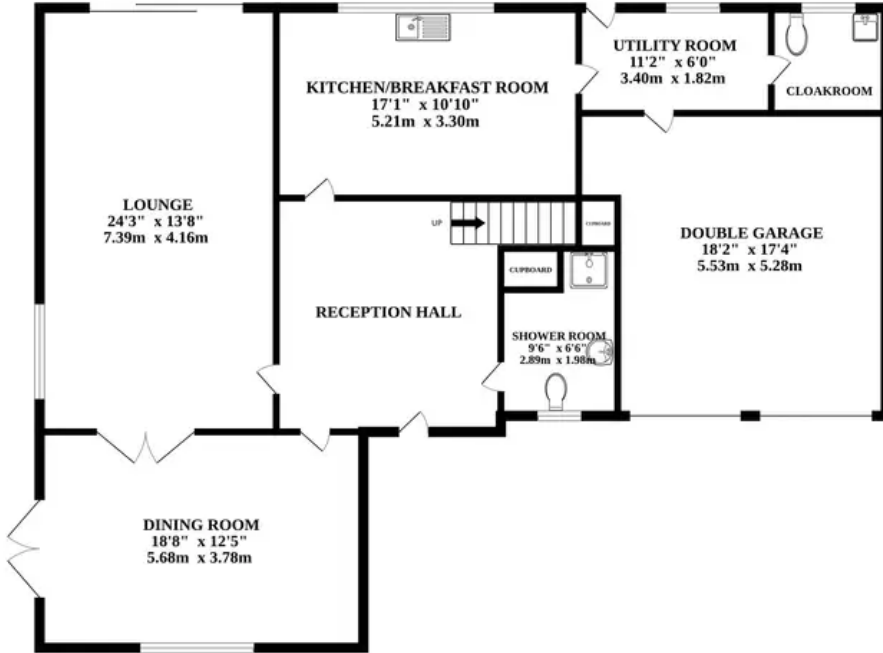 UTILITY ROOM
11'2" x 6'0"
3.40m x 1.82m
CLOAKROOM
KITCHEN/BREAKFAST ROOM
17'1" x 10'10"
5.21m x 3.30m
LOUNGE
24'3" x 13'8"
7.39m x 4.16m
UP
CUPBOARD
DOUBLE GARAGE
18'2" x 17'4"
5.53m x 5.28m
CUPBOARD
RECEPTION HALL
SHOWER ROOM
9'6" x 6'6"
2.89m x 1.98m
DINING ROOM
18'8" x 12'5"
5.68m x 3.78m